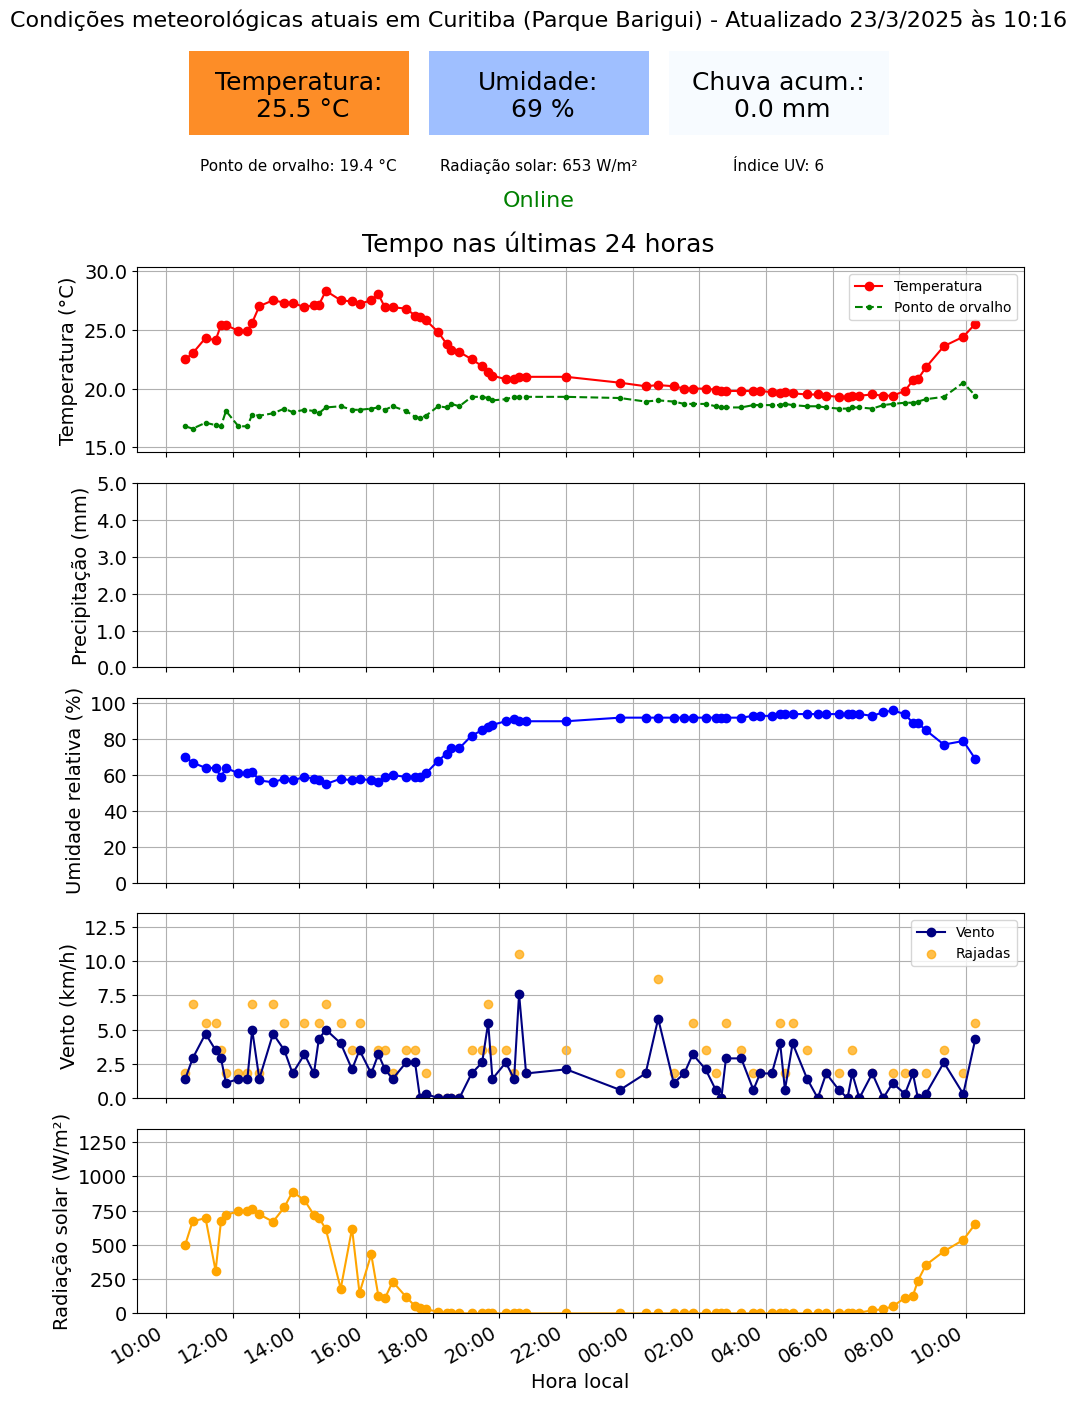 Condições meteorológicas atuais em Curitiba (Parque Barigui) - Atualizado 23/3/2025 às 10:16
Temperatura:
25.5 °C
Umidade:
69 %
Chuva acum.:
0.0 mm
Ponto de orvalho: 19.4 °C
Radiação solar: 653 W/m²
Índice UV: 6
Online
Tempo nas últimas 24 horas
Temperatura (°C)
30.0
25.0
20.0
15.0
Temperatura
Ponto de orvalho
Precipitação (mm)
5.0
4.0
3.0
2.0
1.0
0.0
Umidade relativa (%)
100
80
60
40
20
0
Vento (km/h)
12.5
10.0
7.5
5.0
2.5
0.0
Vento
Rajadas
Radiação solar (W/m²)
1250
1000
750
500
250
0
10:00
12:00
14:00
16:00
18:00
20:00
22:00
00:00
02:00
04:00
06:00
08:00
10:00
Hora local